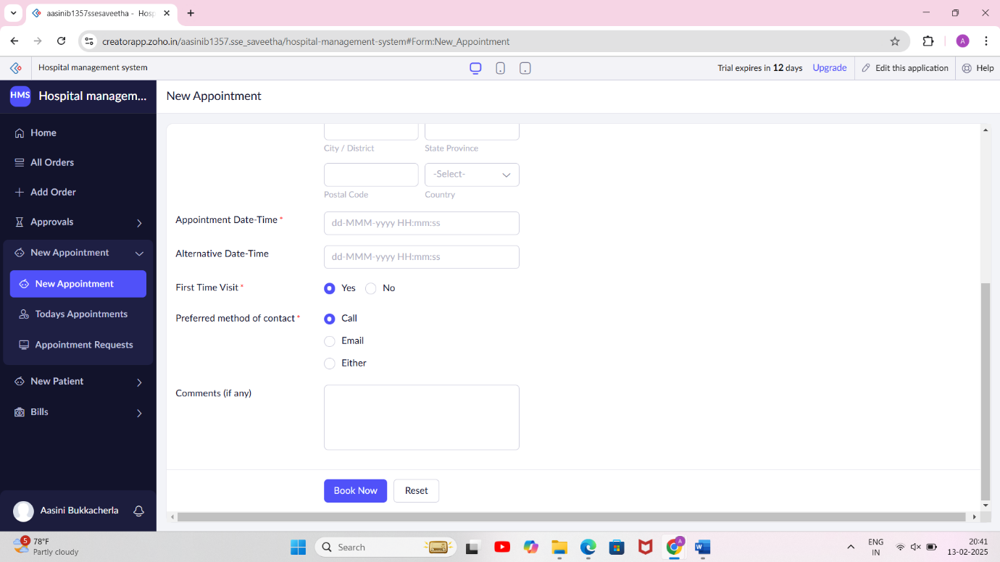 aasinib1357ssesaveetha - Hosp
creatorapp.zoho.in/aasinib1357.sse_saveetha/hospital-management-system#Form:New_Appointment
A
Hospital management system
Trial expires in 12 days
Upgrade
Edit this application
Help
HMS
Hospital managem...
Home
All Orders
Add Order
Approvals
New Appointment
New Appointment
Todays Appointments
Appointment Requests
New Patient
Bills
Aasini Bukkacherla
New Appointment
City / District
State Province
-Select-
Postal Code
Country
Appointment Date-Time *
dd-MMM-yyyy HH:mm:ss
Alternative Date-Time
dd-MMM-yyyy HH:mm:ss
First Time Visit *
Yes
No
Preferred method of contact *
Call
Email
Either
Comments (if any)
Book Now
Reset
5
78°F
Partly cloudy
Search
A
W
ENG
IN
20:41
13-02-2025